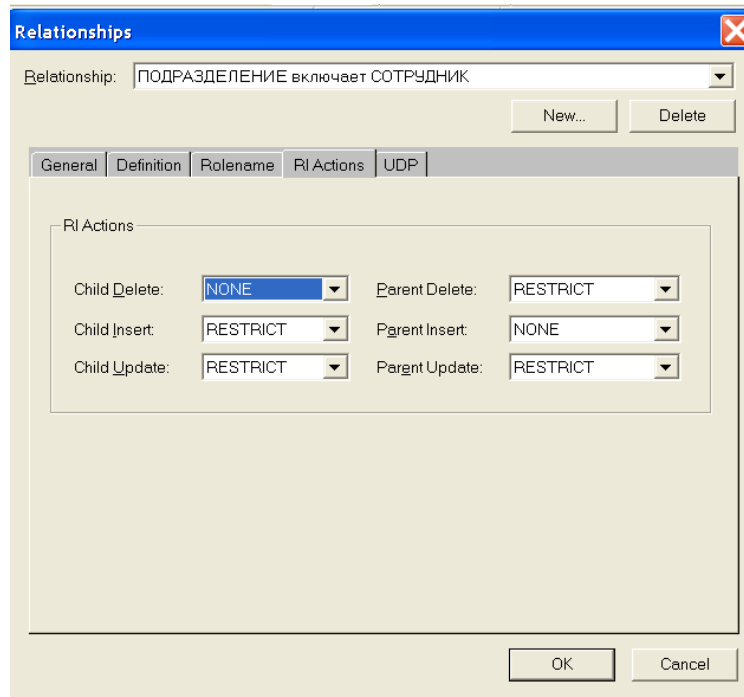 Relationships
Relationship: ПОДРАЗДЕЛЕНИЕ включает СОТРУДНИК
New... Delete
General Definition Rolename RI Actions UDP
RI Actions
Child Delete: NONE Parent Delete: RESTRICT
Child Insert: RESTRICT Parent Insert: NONE
Child Update: RESTRICT Parent Update: RESTRICT
OK Cancel